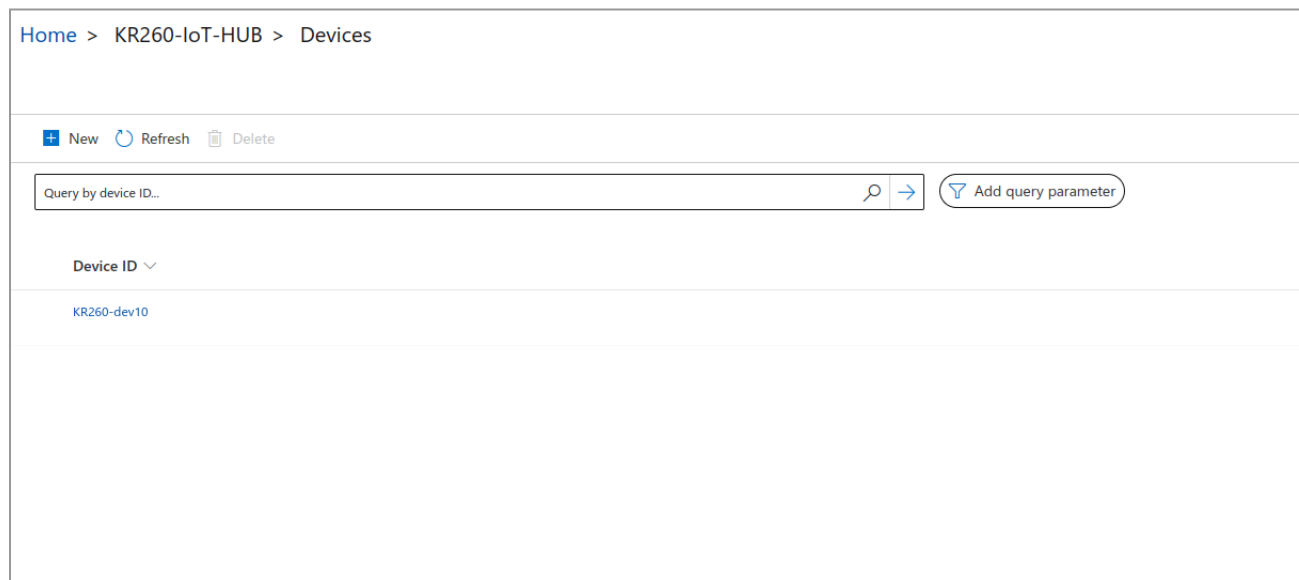 Home > KR260-IoT-HUB > Devices
New Refresh Delete
Query by device ID... Add query parameter
Device ID
KR260-dev10